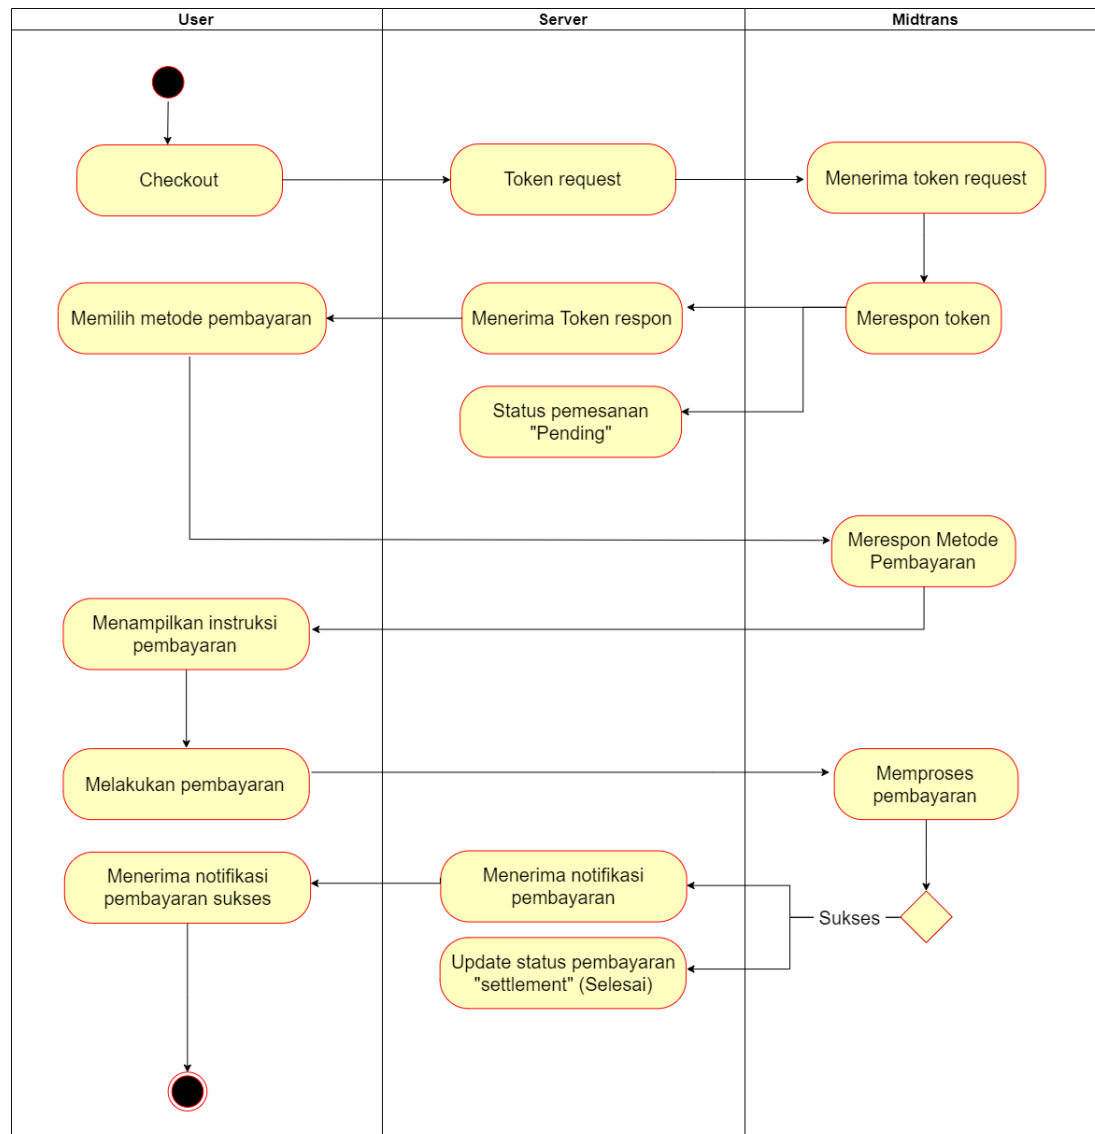 User
Server
Midtrans
Checkout
Token request
Menerima token request
Memilih metode pembayaran
Menerima Token respon
Merespon token
Status pemesanan
"Pending"
Merespon Metode
Pembayaran
Menampilkan instruksi
pembayaran
Melakukan pembayaran
Memproses
pembayaran
Menerima notifikasi
pembayaran sukses
Menerima notifikasi
pembayaran
Sukses
Update status pembayaran
"settlement" (Selesai)